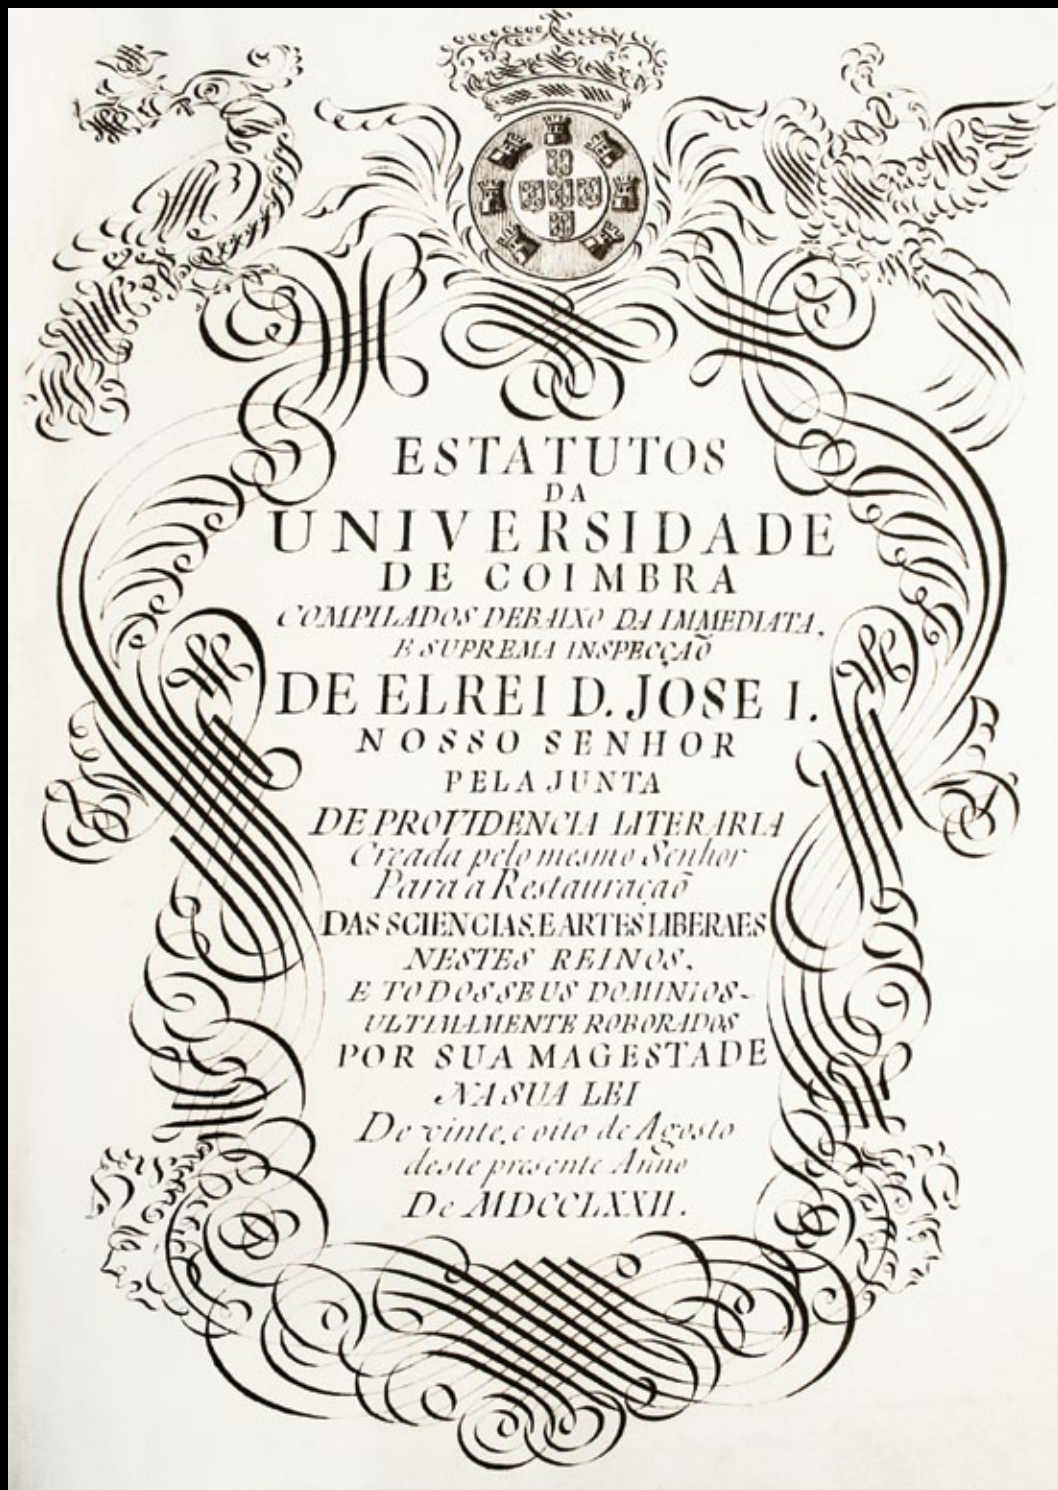 ESTATUTOS
DA
UNIVERSIDADE
DE COIMBRA
COMPILADOS DEBAIXO DA IMMEDIATA,
E SUPREMA INSPECÇAÕ
DE ELREI D. JOSE I.
NOSSO SENHOR
PELA JUNTA
DE PROVIDENCIA LITERARIA
Creada pelo mesmo Senhor
Para a Restauraçaõ
DAS SCIENCIAS, E ARTES LIBERAES
NESTES REINOS,
E TODOS SEUS DOMINIOS-
ULTIMAMENTE ROBORADOS
POR SUA MAGESTADE
NA SUA LEI
De vinte, e oito de Agosto
deste presente Anno
De MDCCLXXII.